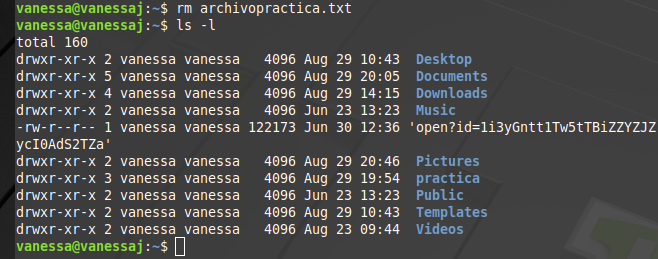 vanessa@vanessaj:~$ rm archivopractica.txt
vanessa@vanessaj:~$ ls -l
total 160
drwxr-xr-x 2 vanessa vanessa   4096 Aug 29 10:43  Desktop
drwxr-xr-x 5 vanessa vanessa   4096 Aug 29 20:05  Documents
drwxr-xr-x 4 vanessa vanessa   4096 Aug 29 14:15  Downloads
drwxr-xr-x 2 vanessa vanessa   4096 Jun 23 13:23  Music
-rw-r--r-- 1 vanessa vanessa 122173 Jun 30 12:36 'open?id=1i3yGntt1Tw5tTBiZZYZJZ
ycI0AdS2TZa'
drwxr-xr-x 2 vanessa vanessa   4096 Aug 29 20:46  Pictures
drwxr-xr-x 3 vanessa vanessa   4096 Aug 29 19:54  practica
drwxr-xr-x 2 vanessa vanessa   4096 Jun 23 13:23  Public
drwxr-xr-x 2 vanessa vanessa   4096 Aug 29 10:43  Templates
drwxr-xr-x 2 vanessa vanessa   4096 Aug 23 09:44  Videos
vanessa@vanessaj:~$